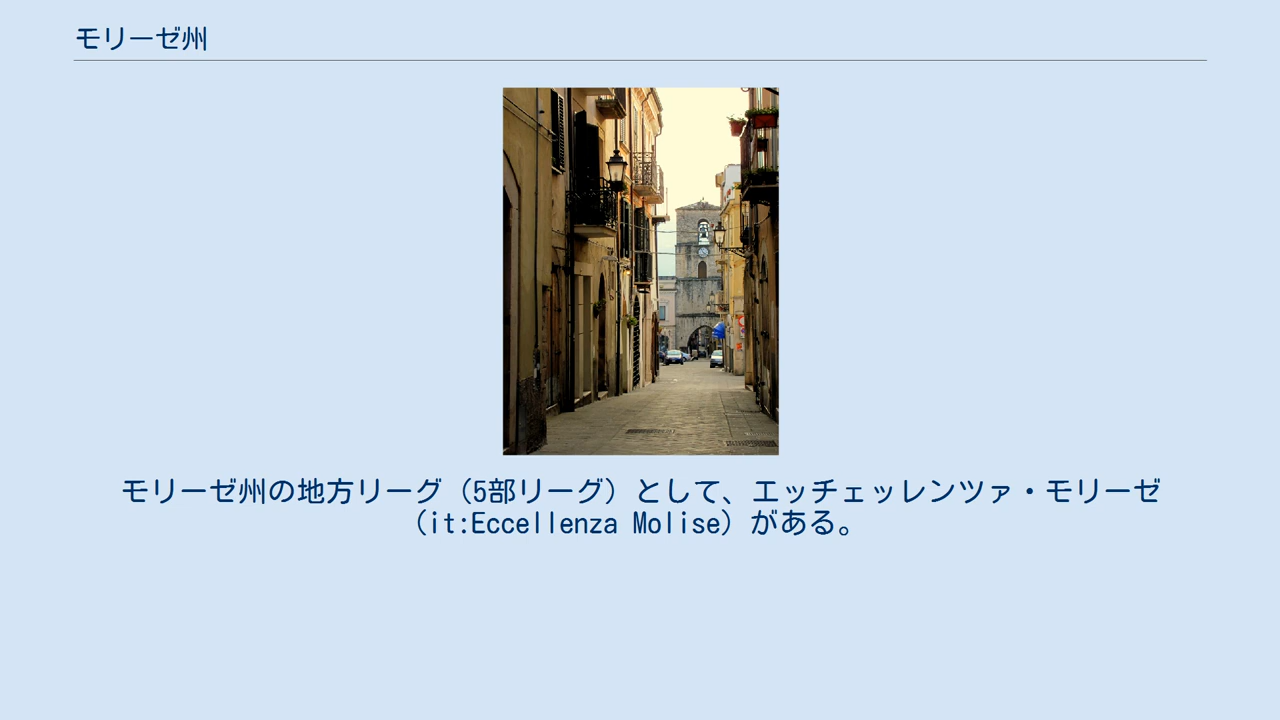 モリーゼ州
モリーゼ州の地方リーグ（5部リーグ）として、エッチェッレンツァ・モリーゼ
（it:Eccellenza Molise）がある。